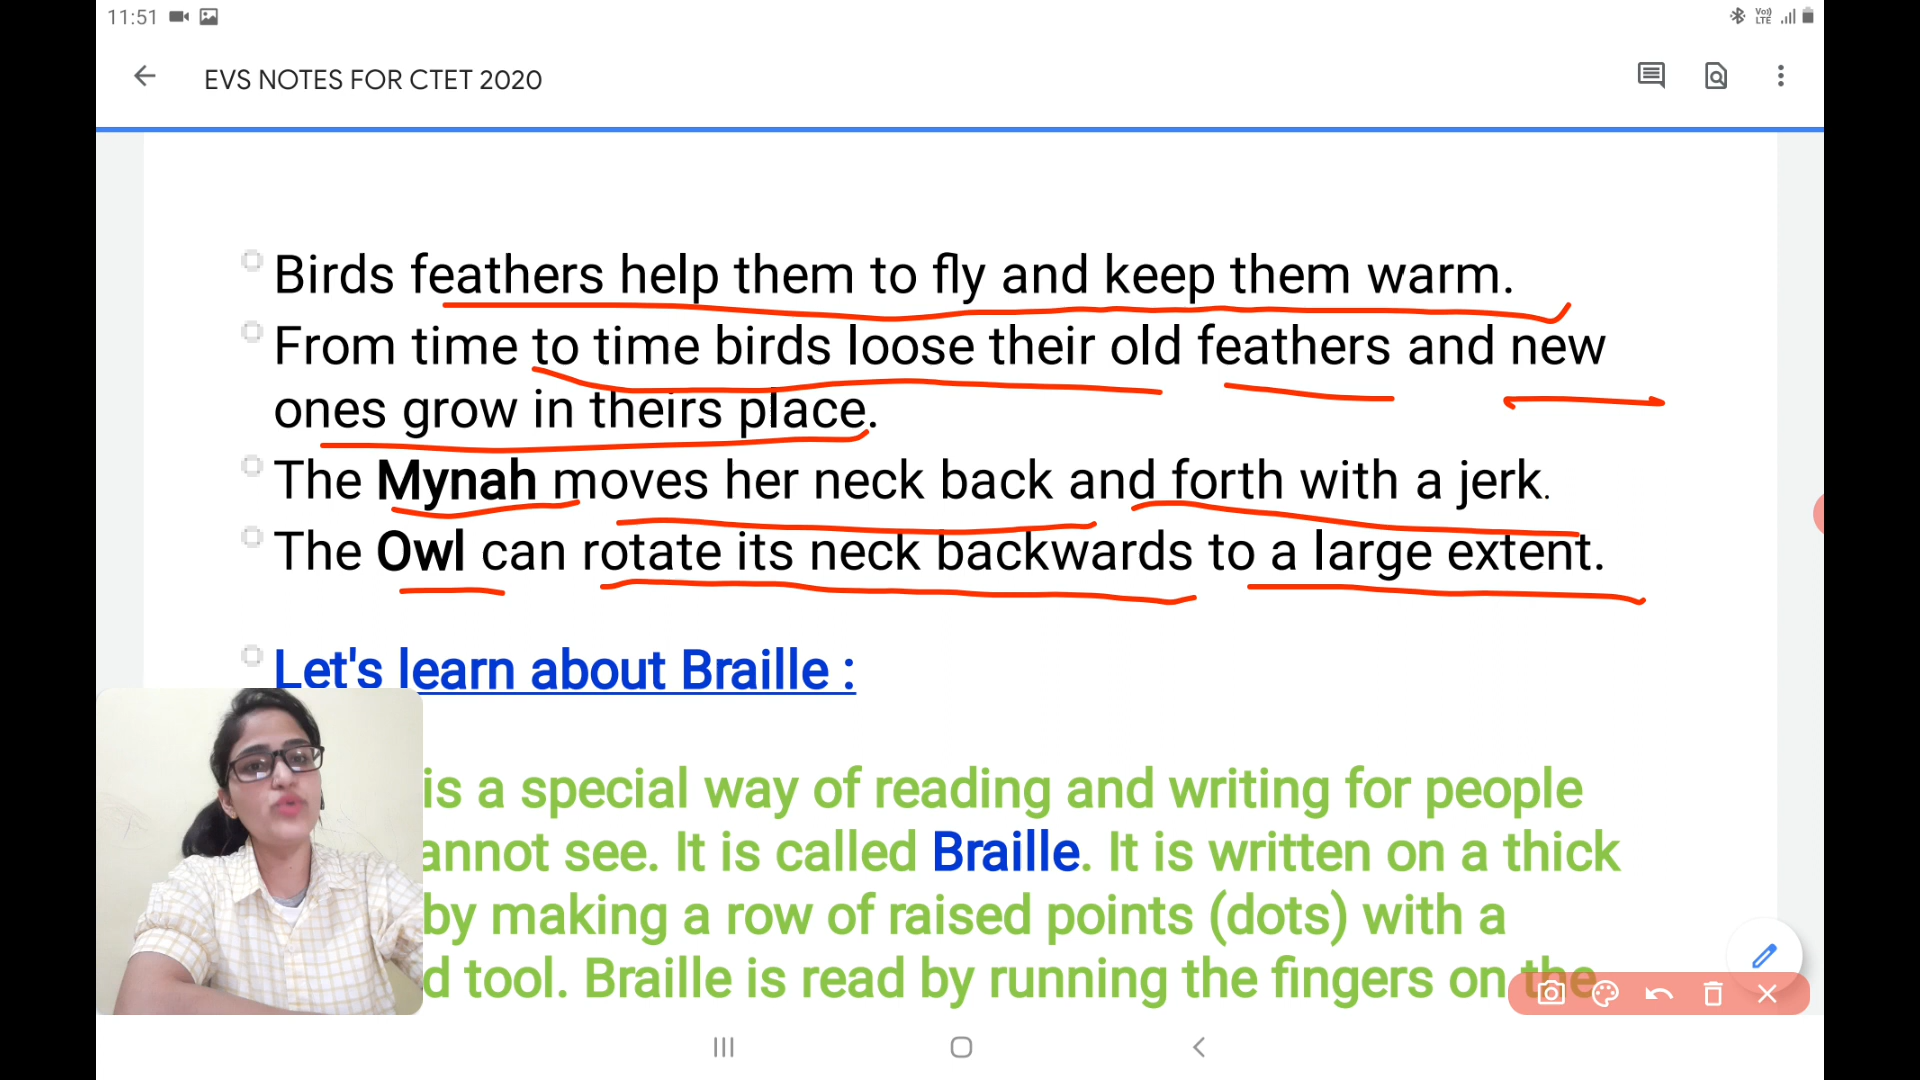 11:51
Vo)) LTE
EVS NOTES FOR CTET 2020
Birds feathers help them to fly and keep them warm.
From time to time birds loose their old feathers and new
ones grow in theirs place.
The Mynah moves her neck back and forth with a jerk.
The Owl can rotate its neck backwards to a large extent.
Let's learn about Braille :
is a special way of reading and writing for people
annot see. It is called Braille. It is written on a thick
by making a row of raised points (dots) with a
d tool. Braille is read by running the fingers on the